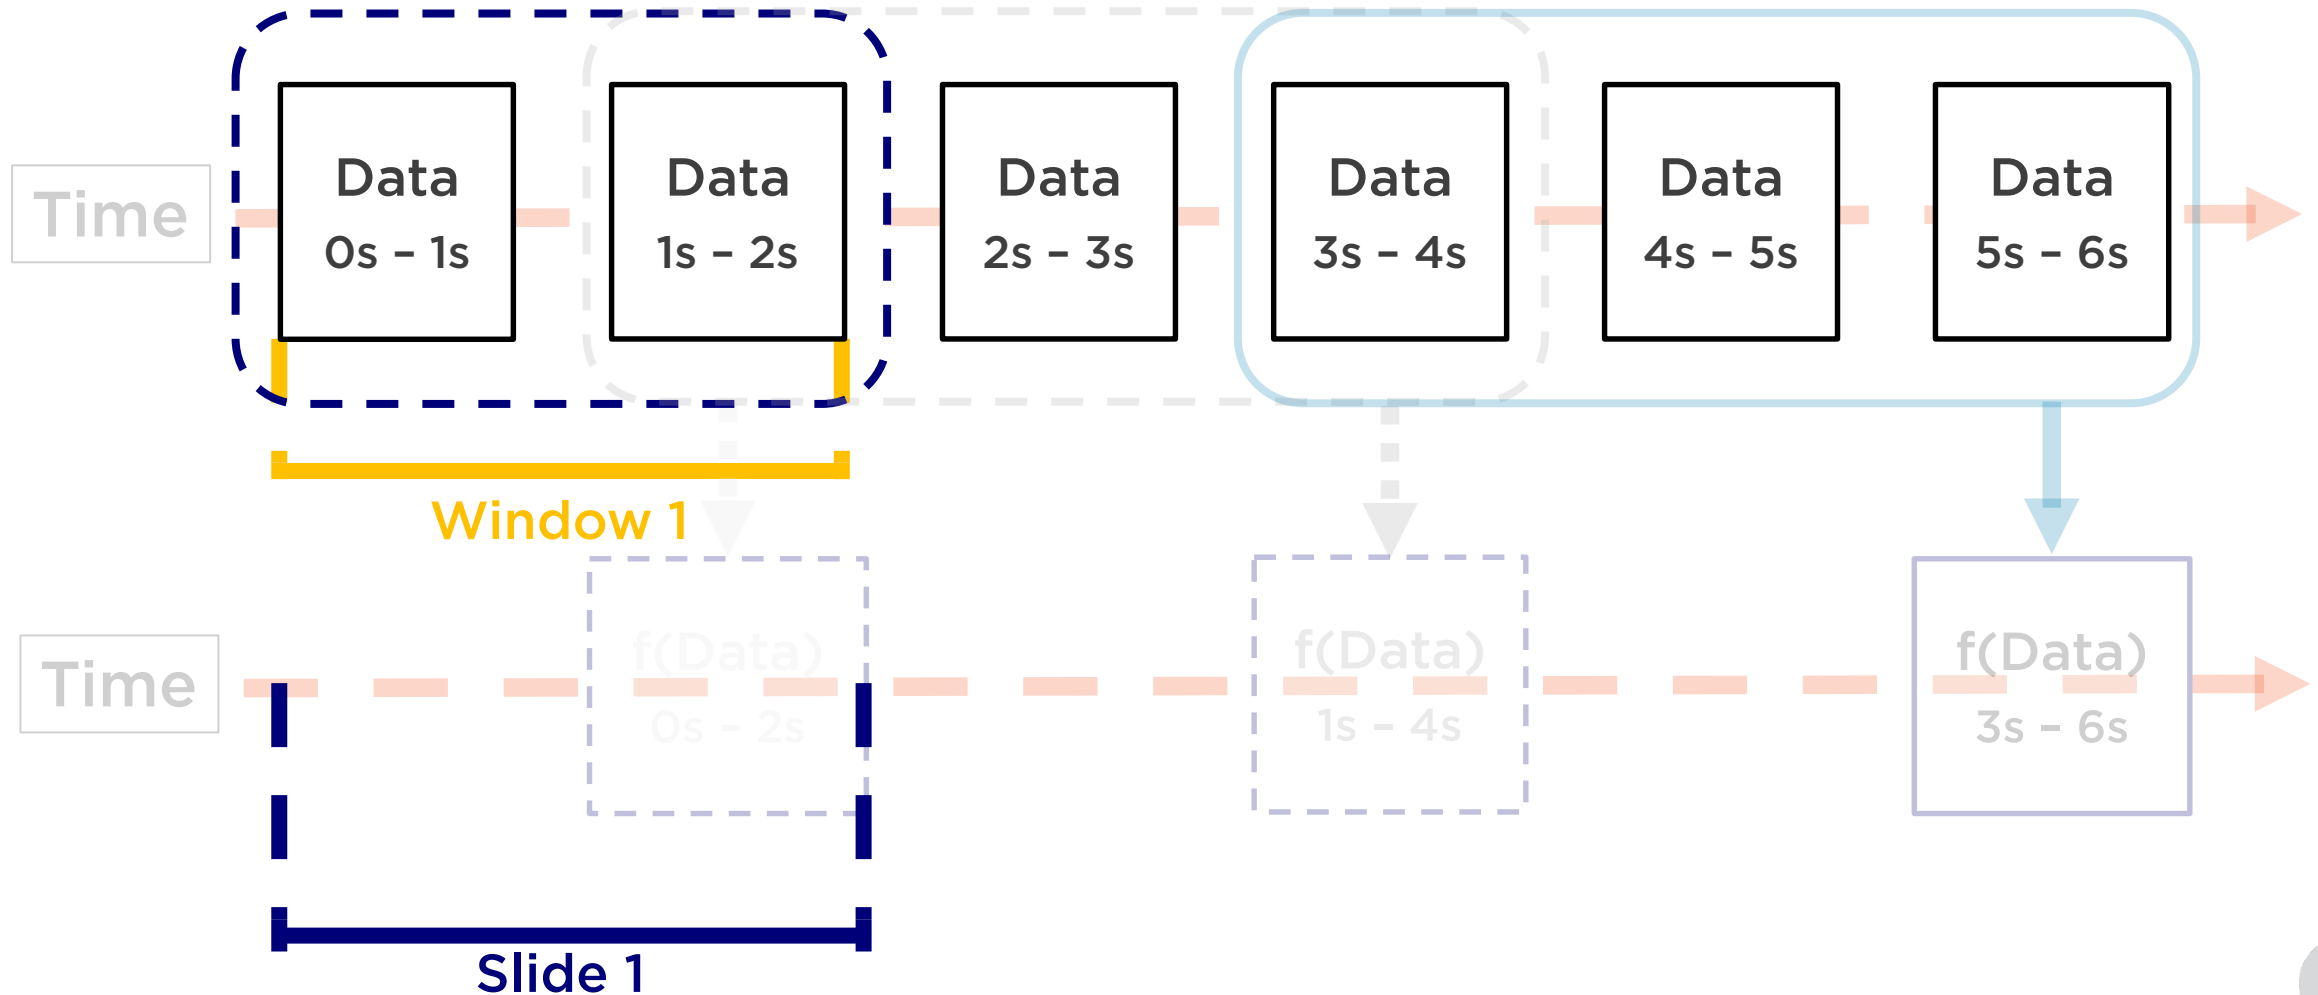 Time
Data
0s – 1s
Data
1s – 2s
Data
2s – 3s
Data
3s – 4s
Data
4s – 5s
Data
5s – 6s
Window 1
Time
f(Data)
0s – 2s
f(Data)
1s – 4s
f(Data)
3s – 6s
Slide 1